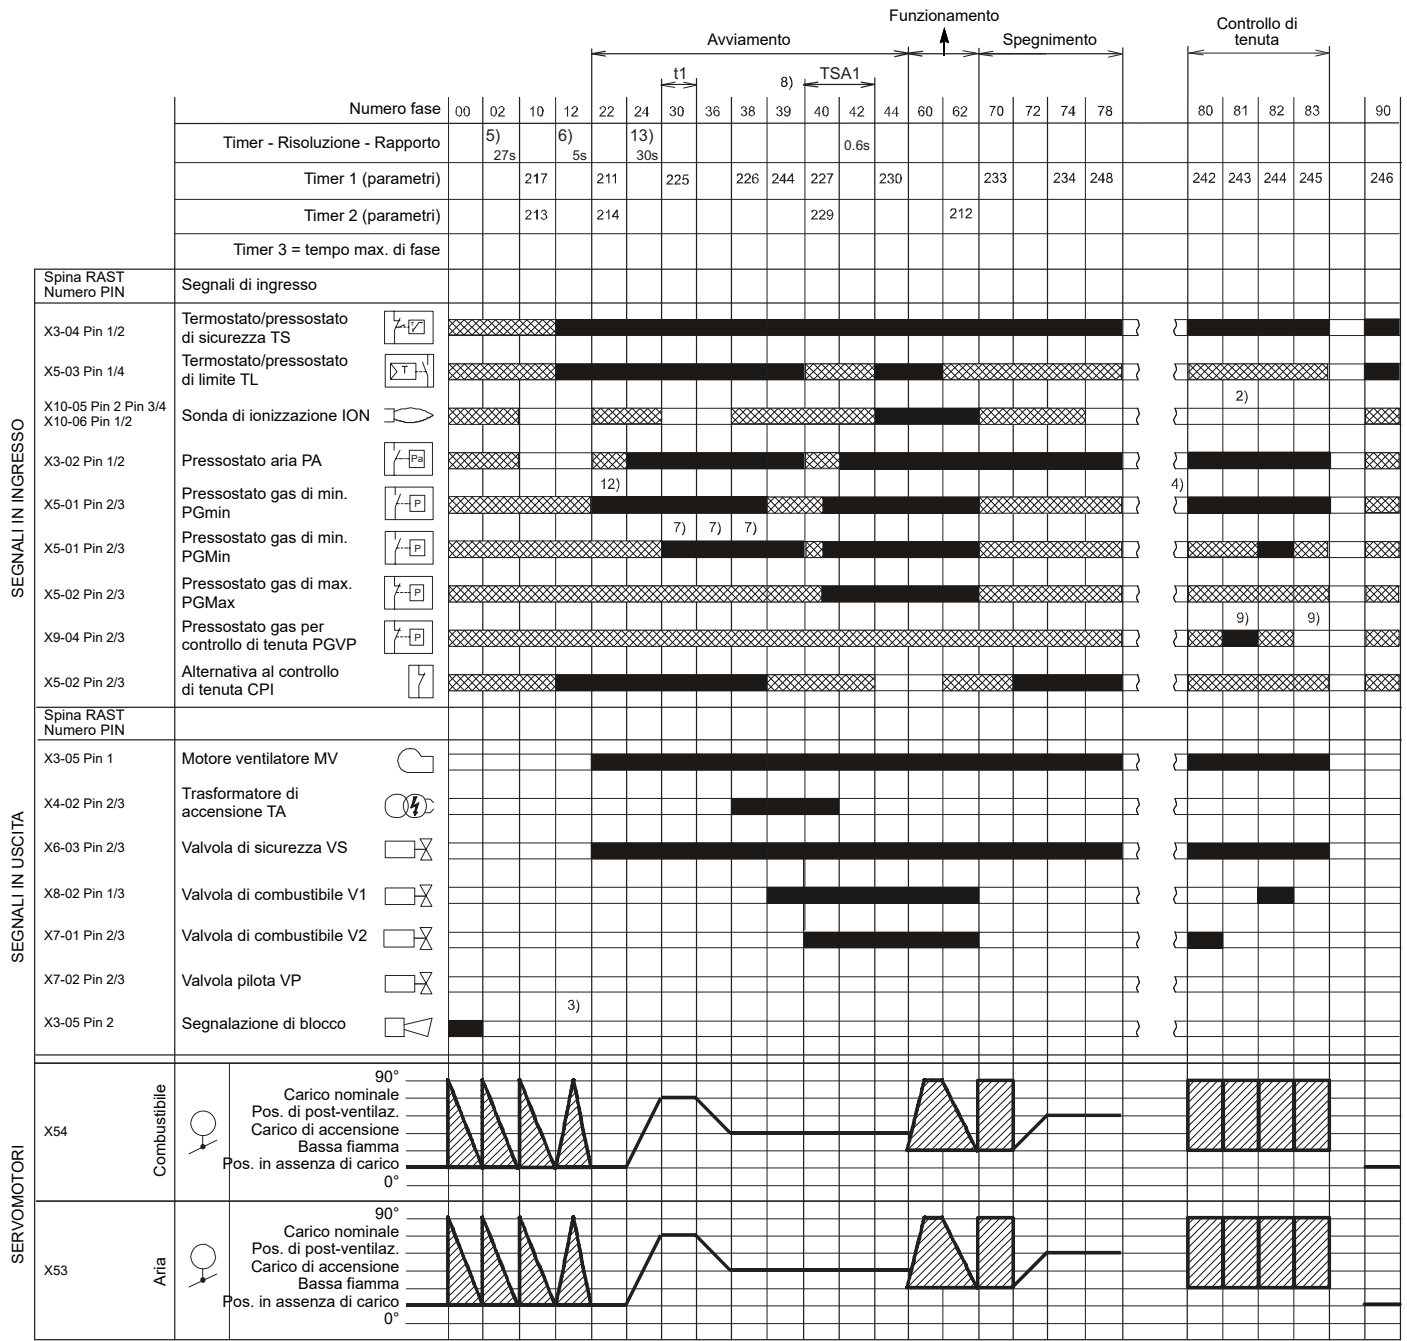 Funzionamento
Avviamento
Spegnimento
Controllo di
tenuta
t1
8)
TSA1
Numero fase 00 02 10 12 22 24 30 36 38 39 40 42 44 60 62 70 72 74 78 80 81 82 83 90
Timer - Risoluzione - Rapporto 5) 27s 6) 5s 13) 30s 0.6s
Timer 1 (parametri) 217 211 225 226 244 227 230 233 234 248 242 243 244 245 246
Timer 2 (parametri) 213 214 229 212
Timer 3 = tempo max. di fase
SEGNALI IN INGRESSO
Spina RAST
Numero PIN
Segnali di ingresso
X3-04 Pin 1/2
Termostato/pressostato
di sicurezza TS
X5-03 Pin 1/4
Termostato/pressostato
di limite TL
T
2)
X10-05 Pin 2 Pin 3/4
X10-06 Pin 1/2
Sonda di ionizzazione ION
X3-02 Pin 1/2
Pressostato aria PA
Pa
12)
4)
X5-01 Pin 2/3
Pressostato gas di min.
PGmin
P
7) 7) 7)
X5-01 Pin 2/3
Pressostato gas di min.
PGMin
P
X5-02 Pin 2/3
Pressostato gas di max.
PGMax
P
9) 9)
X9-04 Pin 2/3
Pressostato gas per
controllo di tenuta PGVP
P
X5-02 Pin 2/3
Alternativa al controllo
di tenuta CPI
SEGNALI IN USCITA
Spina RAST
Numero PIN
X3-05 Pin 1
Motore ventilatore MV
X4-02 Pin 2/3
Trasformatore di
accensione TA
X6-03 Pin 2/3
Valvola di sicurezza VS
X8-02 Pin 1/3
Valvola di combustibile V1
X7-01 Pin 2/3
Valvola di combustibile V2
X7-02 Pin 2/3
Valvola pilota VP
3)
X3-05 Pin 2
Segnalazione di blocco
SERVOMOTORI
X54
Combustibile
90°
Carico nominale
Pos. di post-ventilaz.
Carico di accensione
Bassa fiamma
Pos. in assenza di carico
0°
X53
Aria
90°
Carico nominale
Pos. di post-ventilaz.
Carico di accensione
Bassa fiamma
Pos. in assenza di carico
0°